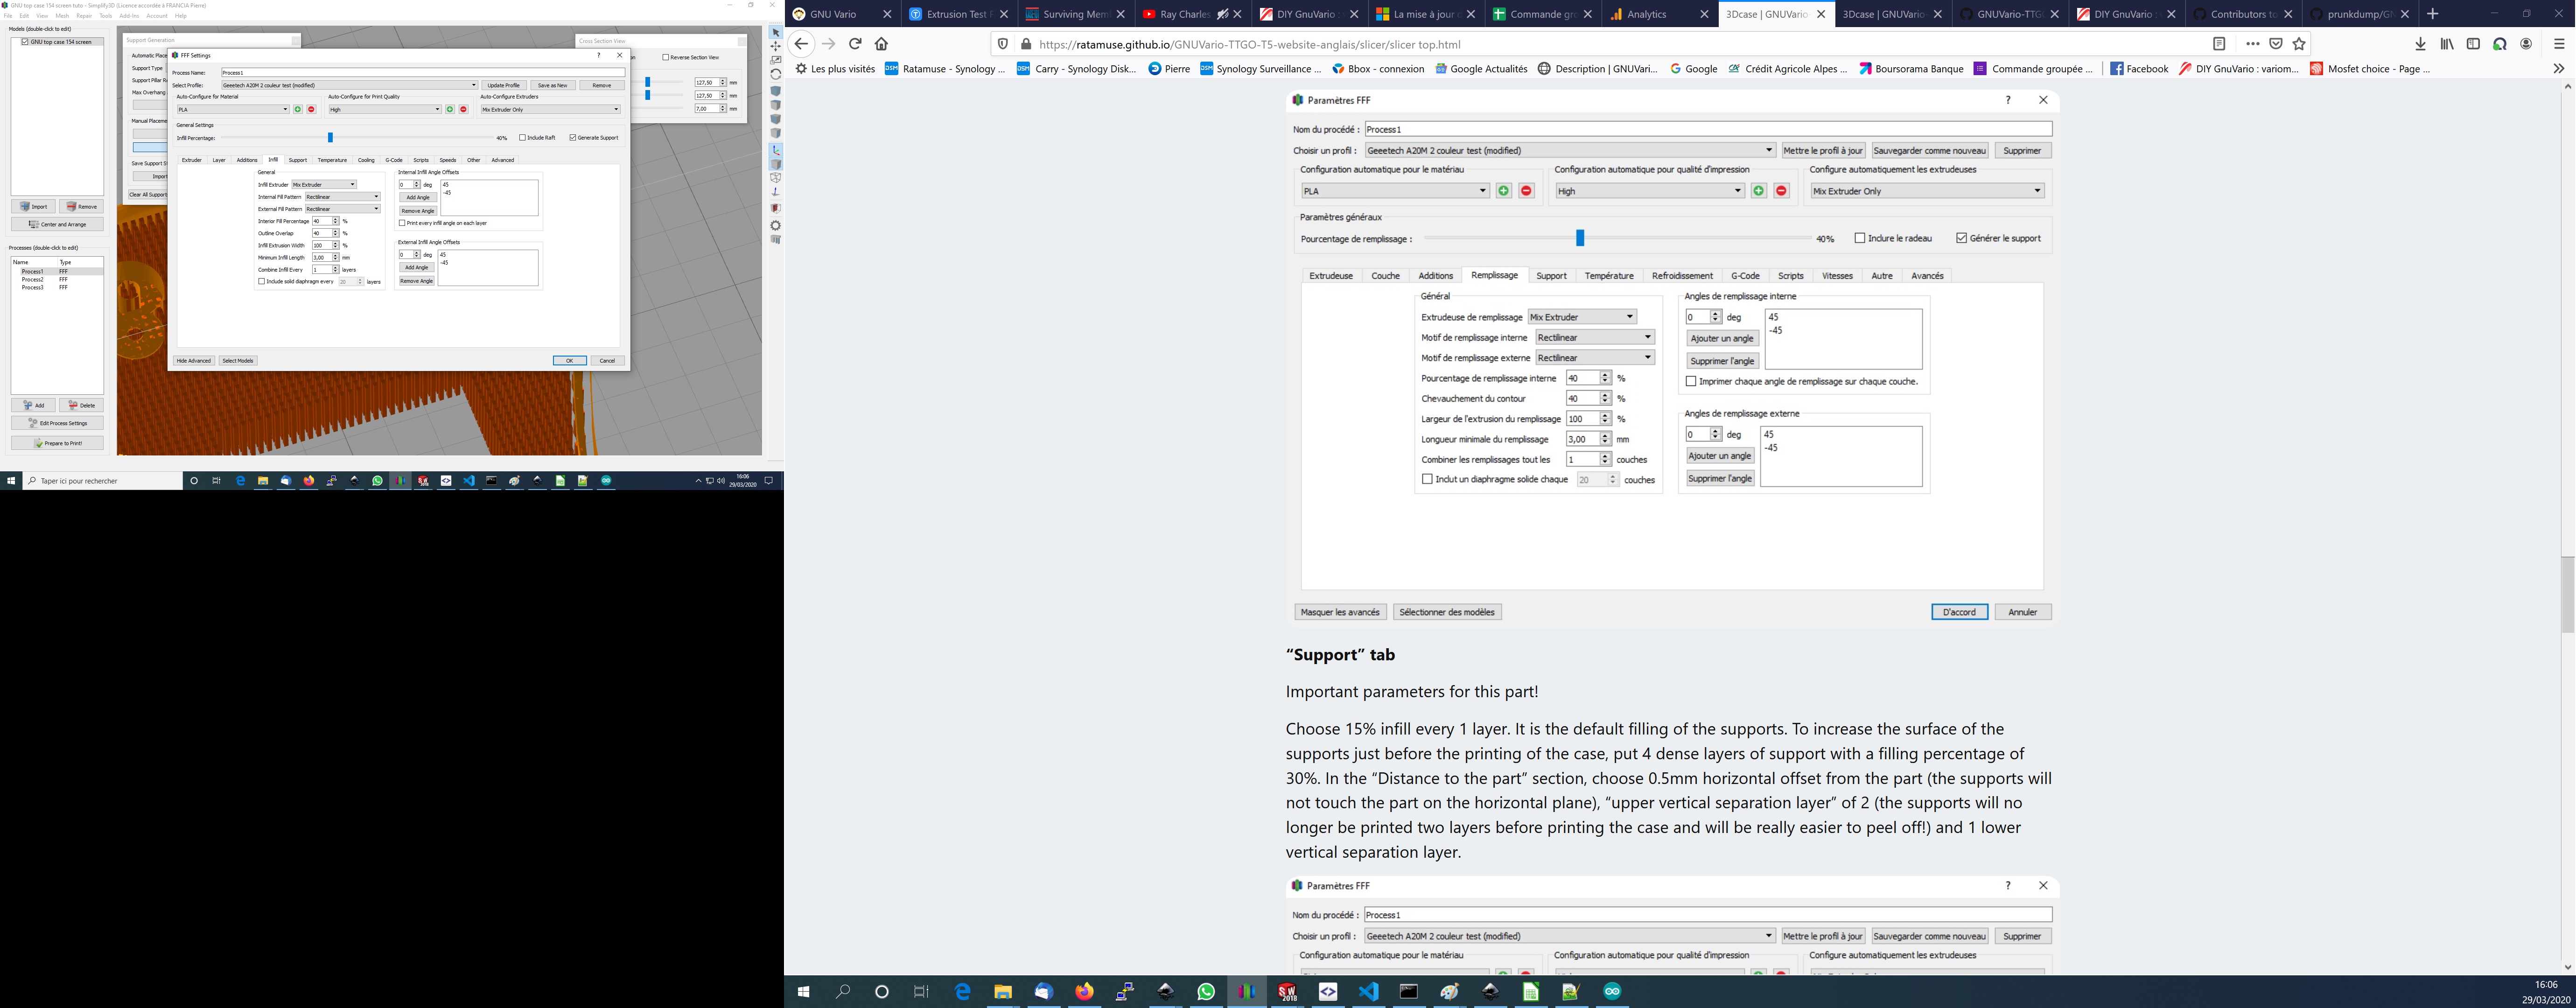 GNU top case 154 screen tuto - Simplify3D (Licence accordée à FRANCIA Pierre)
File Edit View Mesh Repair Tools Add-Ins Account Help
Models (double-click to edit)
GNU top case 154 screen
Import Remove
Center and Arrange
Processes (double-click to edit)
Name Type
Process1 FFF
Process2 FFF
Process3 FFF
Add Delete
Edit Process Settings
Prepare to Print!
Support Generation
Automatic Place
Support Type
Support Pillar Re
Max Overhang
Manual Placeme
Save Support S
Import
Clear All Support
Cross Section View
Reverse Section View
127,50 mm
127,50 mm
7,00 mm
FFF Settings
? ×
Process Name: Process1
Select Profile: Geeetech A20M 2 couleur test (modified) Update Profile Save as New Remove
Auto-Configure for Material Auto-Configure for Print Quality Auto-Configure Extruders
PLA High Mix Extruder Only
General Settings
Infill Percentage: 40% Include Raft Generate Support
Extruder Layer Additions Infill Support Temperature Cooling G-Code Scripts Speeds Other Advanced
General
Infill Extruder Mix Extruder
Internal Fill Pattern Rectilinear
External Fill Pattern Rectilinear
Interior Fill Percentage 40 %
Outline Overlap 40 %
Infill Extrusion Width 100 %
Minimum Infill Length 3,00 mm
Combine Infill Every 1 layers
Include solid diaphragm every 20 layers
Internal Infill Angle Offsets
0 deg 45
-45
Add Angle
Remove Angle
Print every infill angle on each layer
External Infill Angle Offsets
0 deg 45
-45
Add Angle
Remove Angle
Hide Advanced Select Models OK Cancel
Taper ici pour rechercher
16:06
29/03/2020
GNU Vario
Extrusion Test F
Surviving Mem
Ray Charles
DIY GnuVario :
La mise à jour d
Commande gro
Analytics
3Dcase | GNUVario
3Dcase | GNUVario
GNUVario-TTG
DIY GnuVario :
Contributors to
prunkdump/GN
https://ratamuse.github.io/GNUVario-TTGO-T5-website-anglais/slicer/slicer top.html
Les plus visités Ratamuse - Synology ... Carry - Synology Disk... Pierre Synology Surveillance ... Bbox - connexion Google Actualités Description | GNUVari... Google Crédit Agricole Alpes ... Boursorama Banque Commande groupée ... Facebook DIY GnuVario : variom... Mosfet choice - Page ...
Paramètres FFF
? ×
Nom du procédé : Process1
Choisir un profil : Geeetech A20M 2 couleur test (modified) Mettre le profil à jour Sauvegarder comme nouveau Supprimer
Configuration automatique pour le matériau Configuration automatique pour qualité d'impression Configure automatiquement les extrudeuses
PLA High Mix Extruder Only
Paramètres généraux
Pourcentage de remplissage : 40% Inclure le radeau Générer le support
Extrudeuse Couche Additions Remplissage Support Température Refroidissement G-Code Scripts Vitesses Autre Avancés
Général
Extrudeuse de remplissage Mix Extruder
Motif de remplissage interne Rectilinear
Motif de remplissage externe Rectilinear
Pourcentage de remplissage interne 40 %
Chevauchement du contour 40 %
Largeur de l'extrusion du remplissage 100 %
Longueur minimale du remplissage 3,00 mm
Combiner les remplissages tout les 1 couches
Inclut un diaphragme solide chaque 20 couches
Angles de remplissage interne
0 deg 45
-45
Ajouter un angle
Supprimer l'angle
Imprimer chaque angle de remplissage sur chaque couche.
Angles de remplissage externe
0 deg 45
-45
Ajouter un angle
Supprimer l'angle
Masquer les avancés Sélectionner des modèles D'accord Annuler
“Support” tab
Important parameters for this part!
Choose 15% infill every 1 layer. It is the default filling of the supports. To increase the surface of the
supports just before the printing of the case, put 4 dense layers of support with a filling percentage of
30%. In the “Distance to the part” section, choose 0.5mm horizontal offset from the part (the supports will
not touch the part on the horizontal plane), “upper vertical separation layer” of 2 (the supports will no
longer be printed two layers before printing the case and will be really easier to peel off!) and 1 lower
vertical separation layer.
Paramètres FFF
? ×
Nom du procédé : Process1
Choisir un profil : Geeetech A20M 2 couleur test (modified) Mettre le profil à jour Sauvegarder comme nouveau Supprimer
Configuration automatique pour le matériau Configuration automatique pour qualité d'impression Configure automatiquement les extrudeuses
16:06
29/03/2020